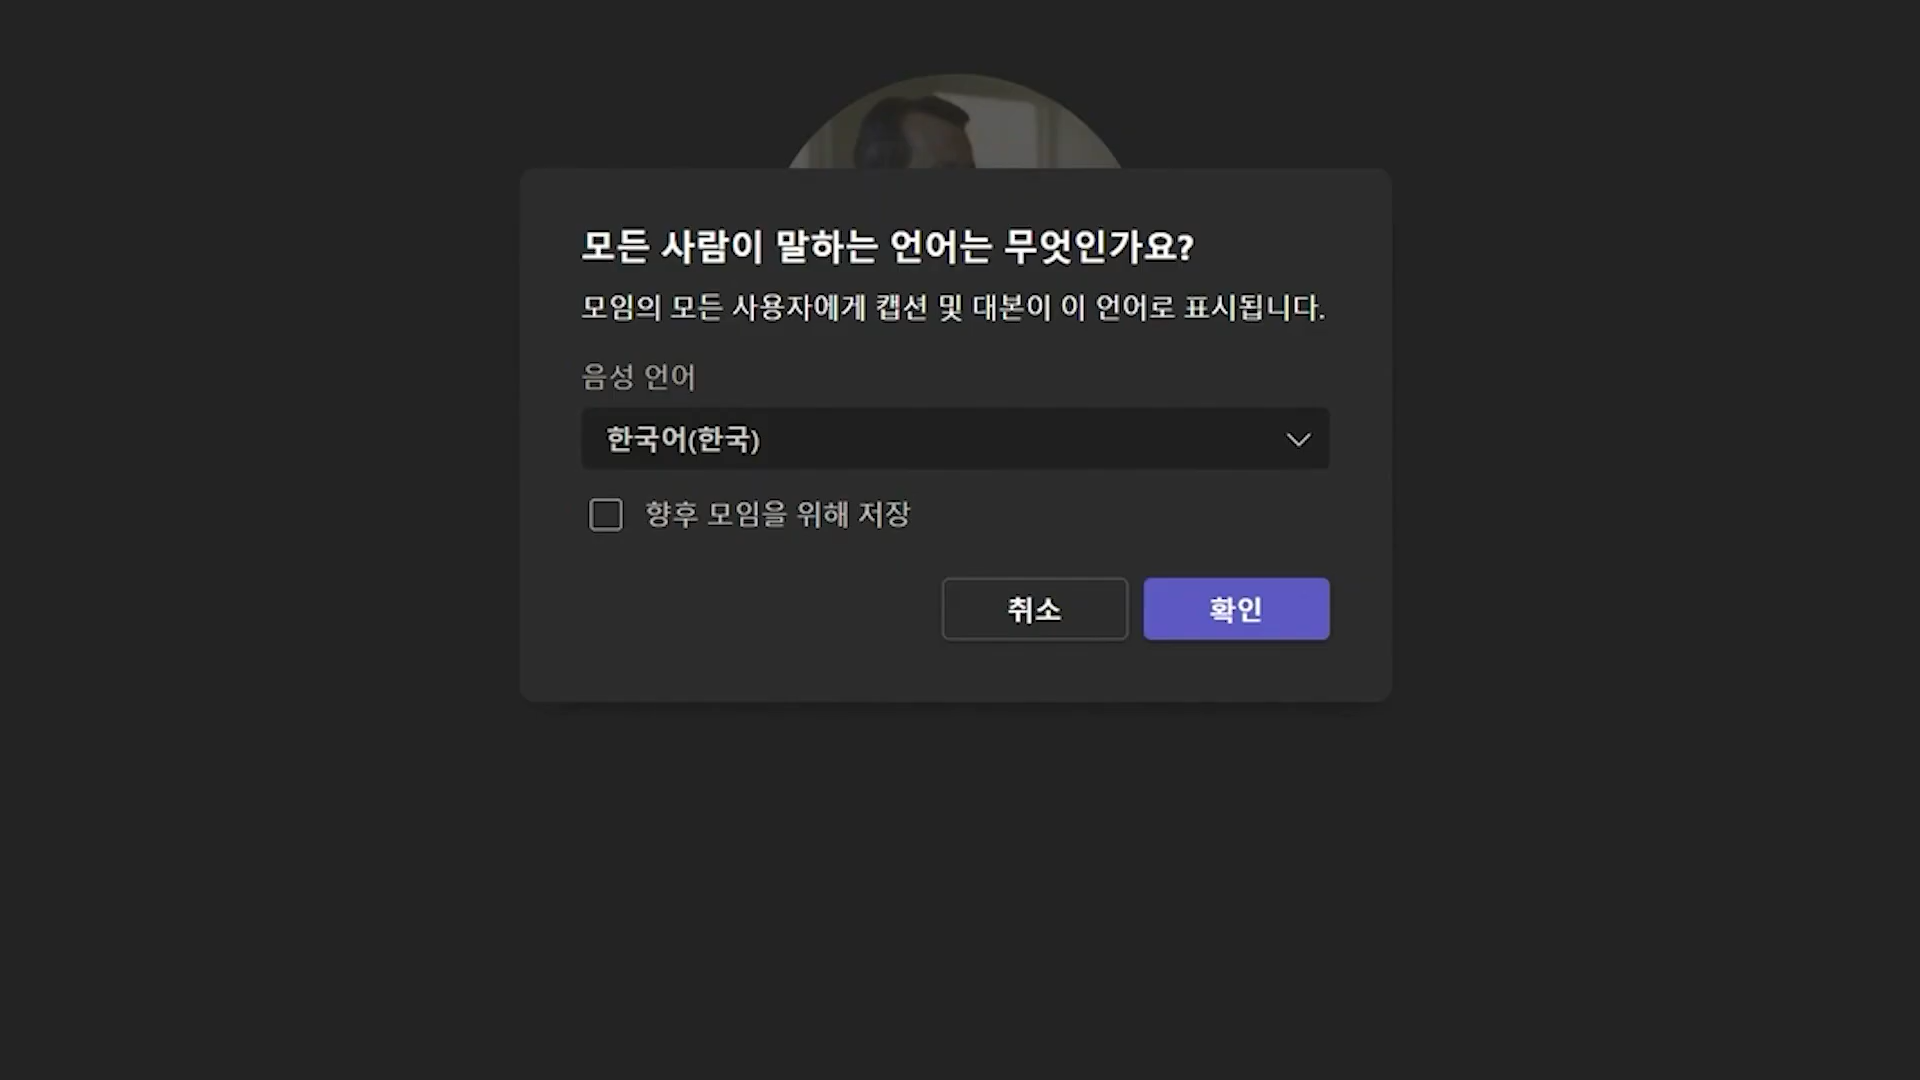 모든 사람이 말하는 언어는 무엇인가요?
모임의 모든 사용자에게 캡션 및 대본이 이 언어로 표시됩니다.
음성 언어
한국어(한국)
향후 모임을 위해 저장
취소
확인